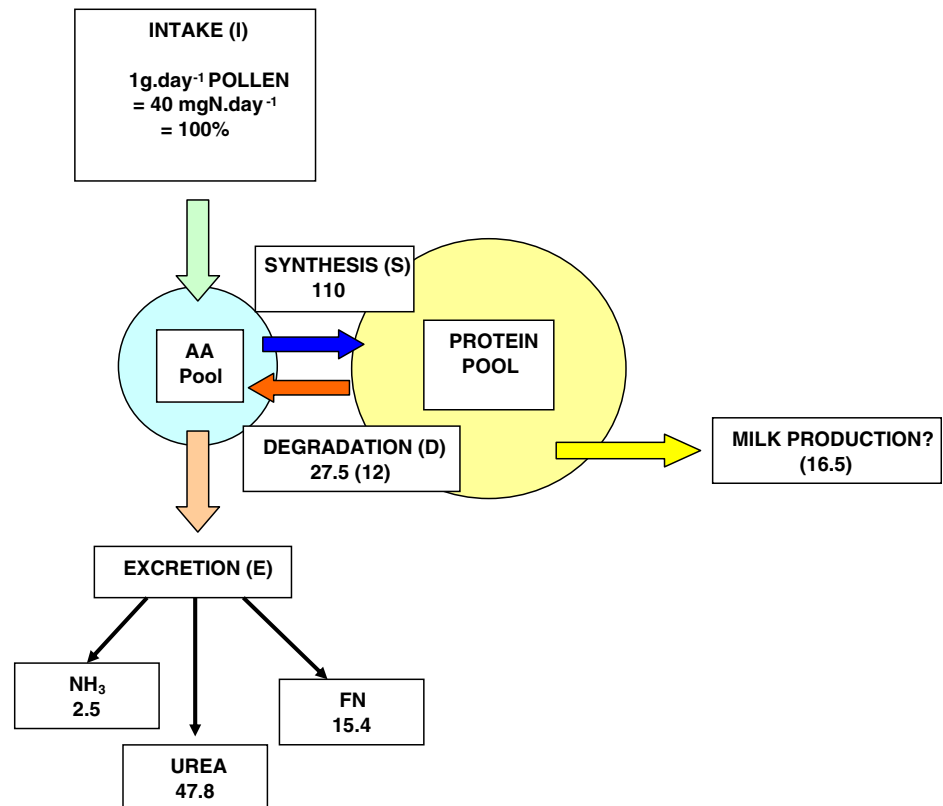 INTAKE (I)
1g.day⁻¹ POLLEN
= 40 mgN.day ⁻¹
= 100%
SYNTHESIS (S)
110
AA
Pool
PROTEIN
POOL
DEGRADATION (D)
27.5 (12)
MILK PRODUCTION?
(16.5)
EXCRETION (E)
NH₃
2.5
FN
15.4
UREA
47.8